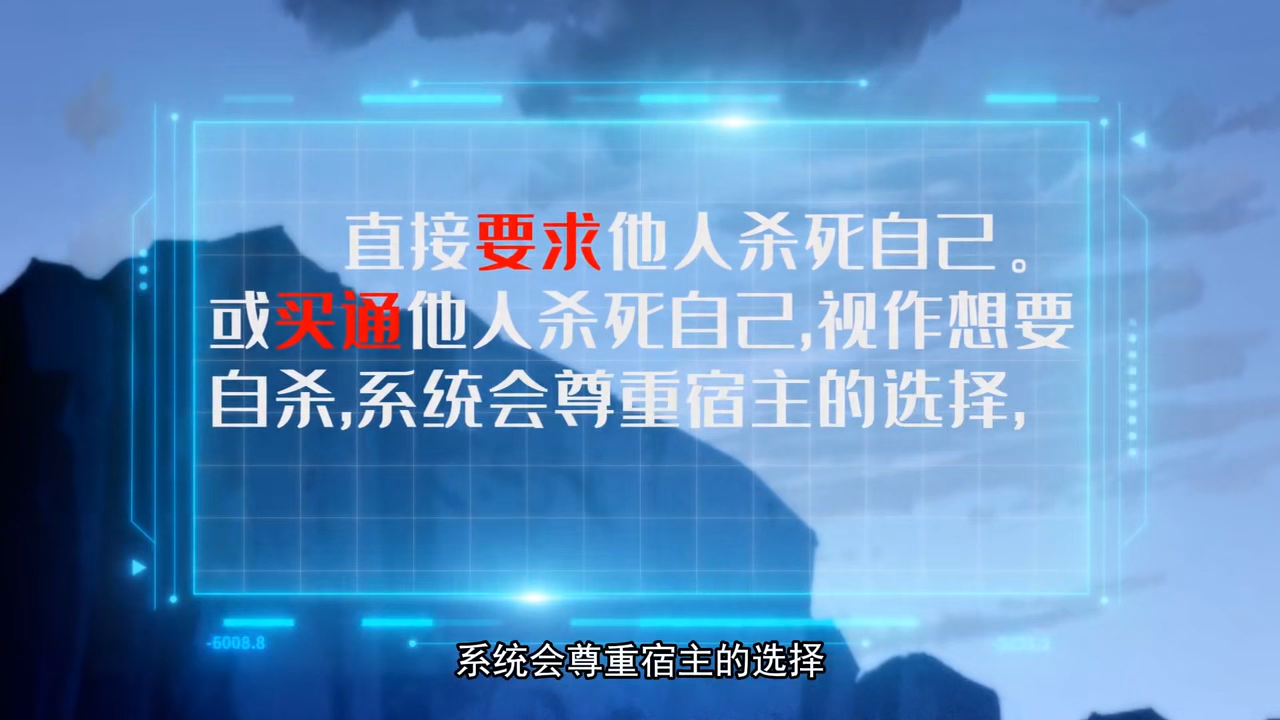 直接要求他人杀死自己。
或买通他人杀死自己,视作想要
自杀,系统会尊重宿主的选择,
-5008.8
系统会尊重宿主的选择